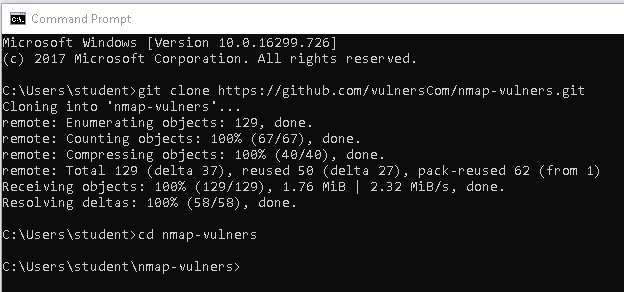 Command Prompt
Microsoft Windows [Version 10.0.16299.726]
(c) 2017 Microsoft Corporation. All rights reserved.
C:\Users\student>git clone https://github.com/vulnersCom/nmap-vulners.git
Cloning into 'nmap-vulners'...
remote: Enumerating objects: 129, done.
remote: Counting objects: 100% (67/67), done.
remote: Compressing objects: 100% (40/40), done.
remote: Total 129 (delta 37), reused 50 (delta 27), pack-reused 62 (from 1)
Receiving objects: 100% (129/129), 1.76 MiB | 2.32 MiB/s, done.
Resolving deltas: 100% (58/58), done.
C:\Users\student>cd nmap-vulners
C:\Users\student\nmap-vulners>